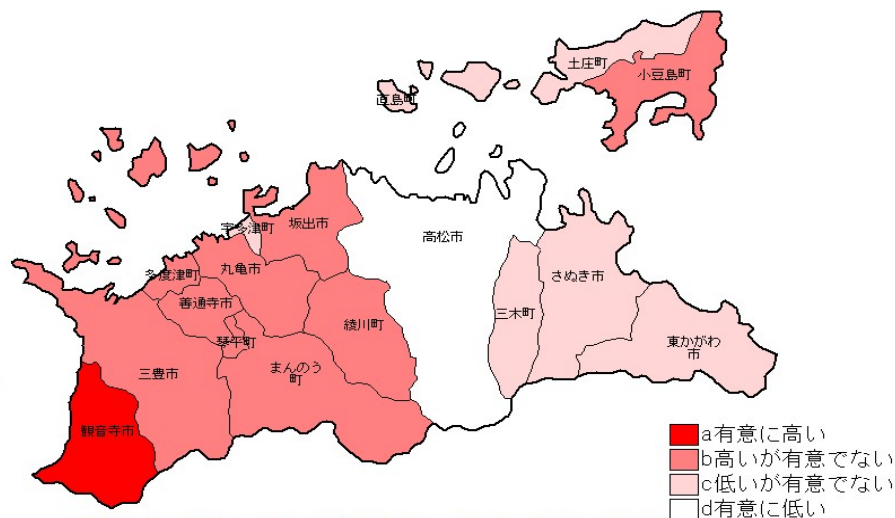 土庄町
小豆島町
直島町
宇多津町
坂出市
高松市
多度津町
丸亀市
さぬき市
善通寺市
綾川町
三木町
琴平町
東かがわ
市
まんのう
町
三豊市
観音寺市
a有意に高い
b高いが有意でない
c低いが有意でない
d有意に低い